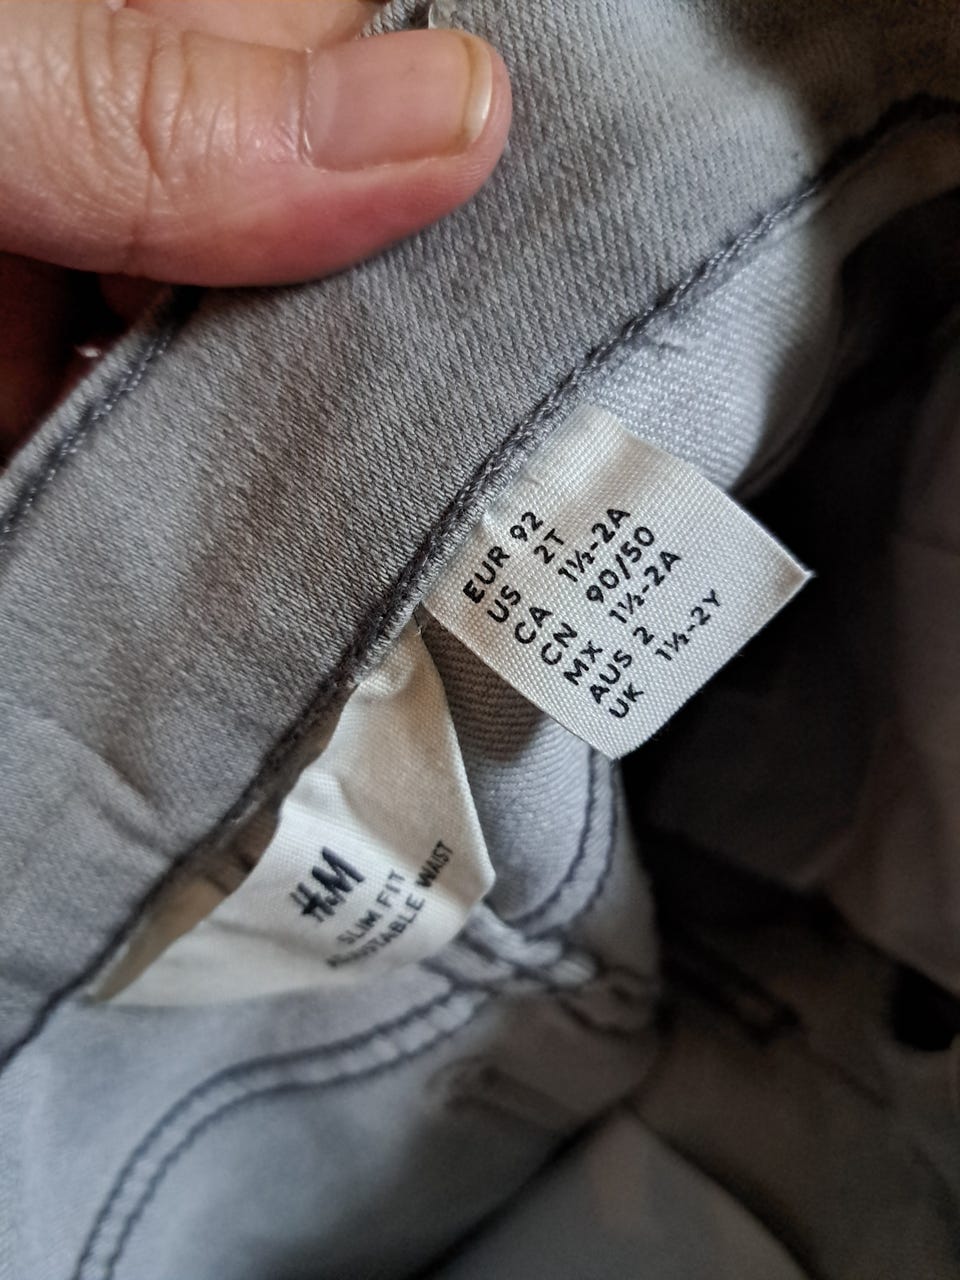 EUR 92
US 2T
CA 1½-2A
CN 90/50
MX 1½-2A
AUS 2
UK 1½-2Y
H&M
SLIM FIT
ADJUSTABLE WAIST